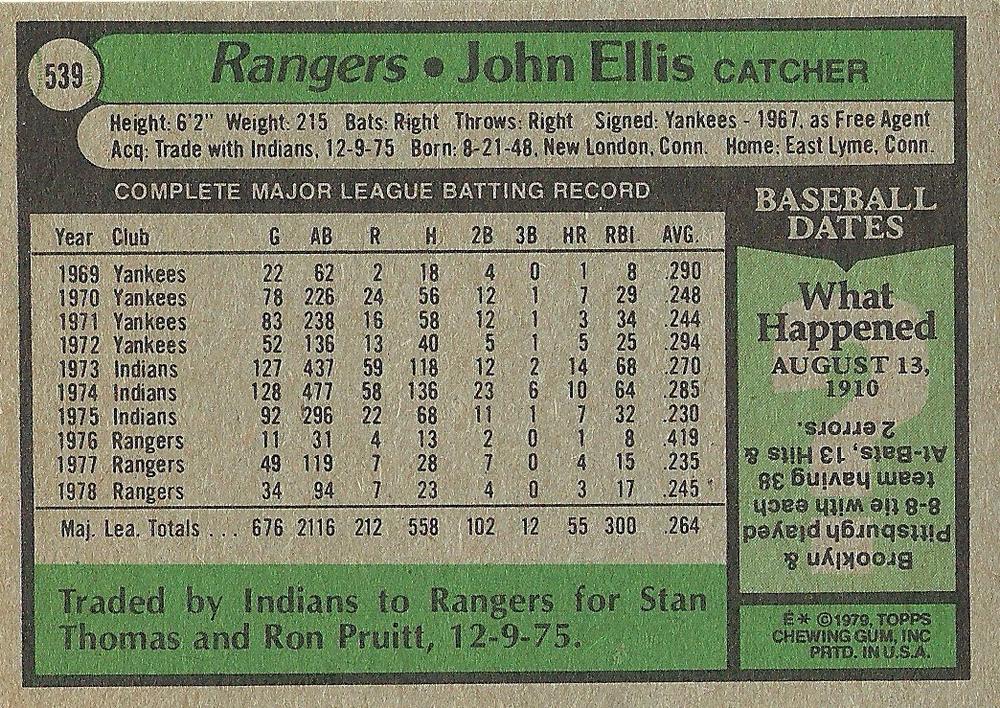 539
Rangers • John Ellis CATCHER
Height: 6'2" Weight: 215 Bats: Right Throws: Right Signed: Yankees - 1967, as Free Agent
Acq: Trade with Indians, 12-9-75 Born: 8-21-48, New London, Conn. Home: East Lyme, Conn.
COMPLETE MAJOR LEAGUE BATTING RECORD
Year Club G AB R H 2B 3B HR RBI AVG.
1969 Yankees 22 62 2 18 4 0 1 8 .290
1970 Yankees 78 226 24 56 12 1 7 29 .248
1971 Yankees 83 238 16 58 12 1 3 34 .244
1972 Yankees 52 136 13 40 5 1 5 25 .294
1973 Indians 127 437 59 118 12 2 14 68 .270
1974 Indians 128 477 58 136 23 6 10 64 .285
1975 Indians 92 296 22 68 11 1 7 32 .230
1976 Rangers 11 31 4 13 2 0 1 8 .419
1977 Rangers 49 119 7 28 7 0 4 15 .235
1978 Rangers 34 94 7 23 4 0 3 17 .245
Maj. Lea. Totals . . . 676 2116 212 558 102 12 55 300 .264
Traded by Indians to Rangers for Stan
Thomas and Ron Pruitt, 12-9-75.
BASEBALL
DATES
What
Happened
AUGUST 13,
1910
Brooklyn &
Pittsburgh played
8-8 tie with each
team having 38
At-Bats, 13 Hits &
2 errors.
E* ©1979, TOPPS
CHEWING GUM, INC
PRTD. IN U.S.A.